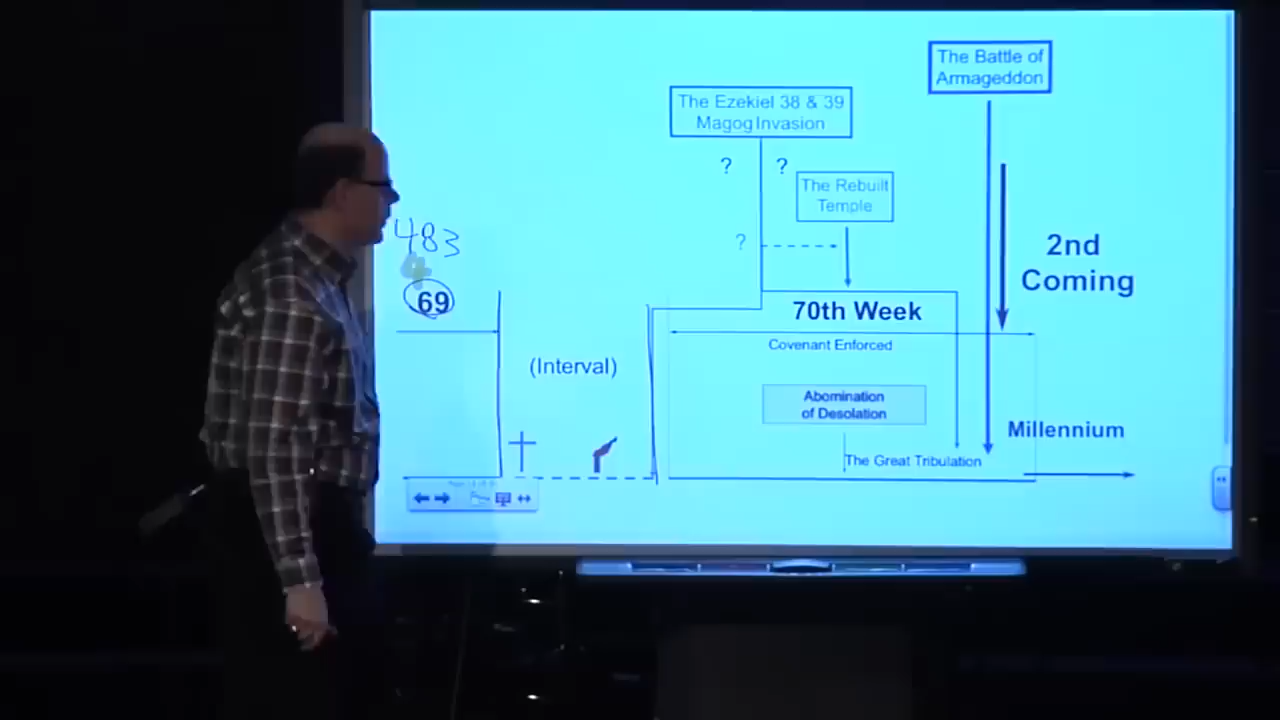 The Battle of
Armageddon
The Ezekiel 38 & 39
Magog Invasion
?
?
The Rebuilt
Temple
483
?
2nd
Coming
69
70th Week
Covenant Enforced
(Interval)
Abomination
of Desolation
Millennium
The Great Tribulation